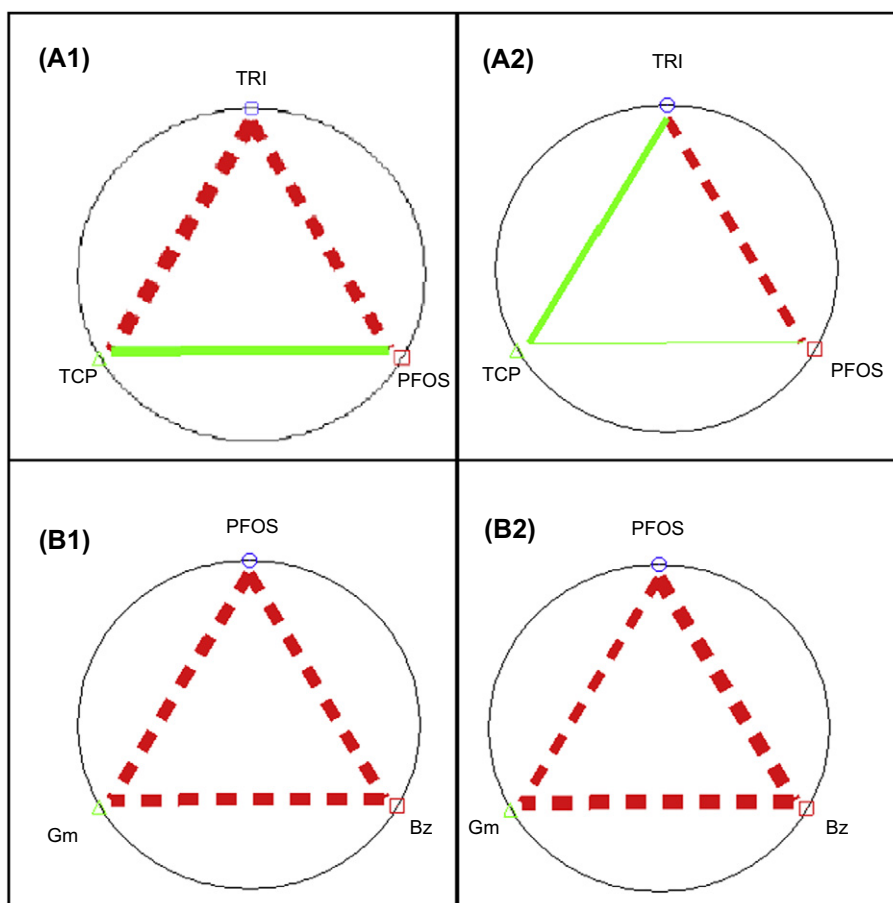 (A1)
TRI
TCP
PFOS
(A2)
TRI
TCP
PFOS
(B1)
PFOS
Gm
Bz
(B2)
PFOS
Gm
Bz